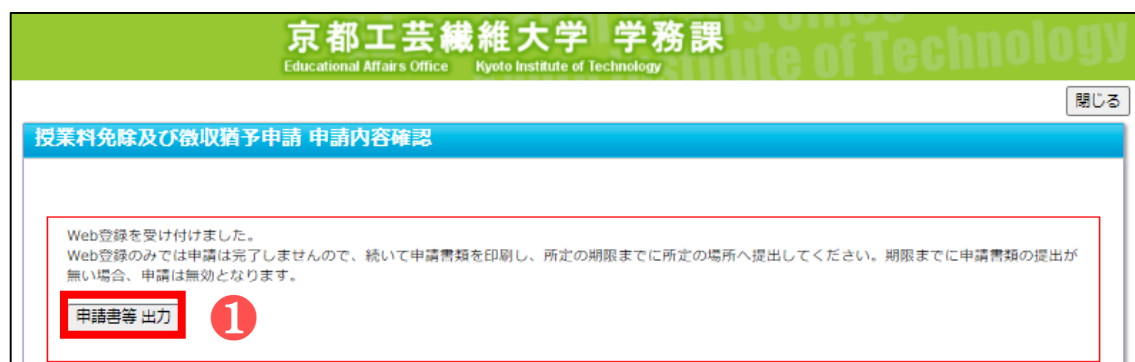 京都工芸繊維大学 学務課
Educational Affairs Office Kyoto Institute of Technology
閉じる
授業料免除及び徴収猶予申請 申請内容確認
Web登録を受け付けました。
Web登録のみでは申請は完了しませんので、続いて申請書類を印刷し、所定の期限までに所定の場所へ提出してください。期限までに申請書類の提出が
無い場合、申請は無効となります。
申請書等 出力
1